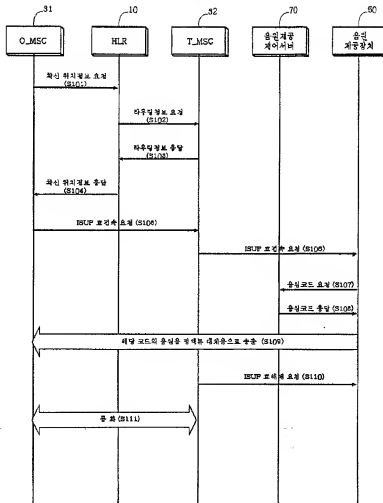 31
10
32
70
50
O_MSC
HLR
T_MSC
음원제공
제어서버
음원
제공장치
착신 위치정보 요청
(S101)
라우팅정보 요청
(S102)
라우팅정보 응답
(S103)
착신 위치정보 응답
(S104)
ISUP 호접속 요청 (S105)
ISUP 호접속 요청 (S106)
음원코드 요청 (S107)
음원코드 응답 (S108)
해당 코드의 음원을 링백톤 대체음으로 송출 (S109)
ISUP 호해제 요청 (S110)
통 화 (S111)